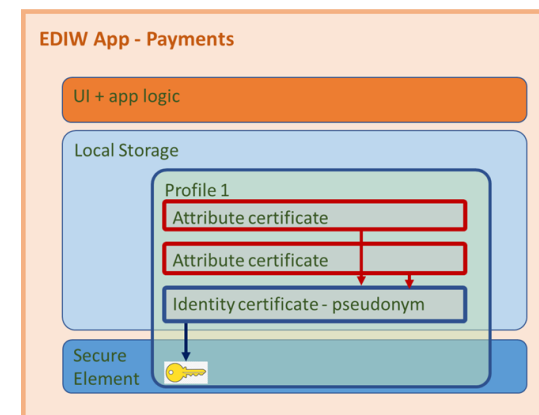 EDIW App - Payments
UI + app logic
Local Storage
Profile 1
Attribute certificate
Attribute certificate
Identity certificate - pseudonym
Secure
Element